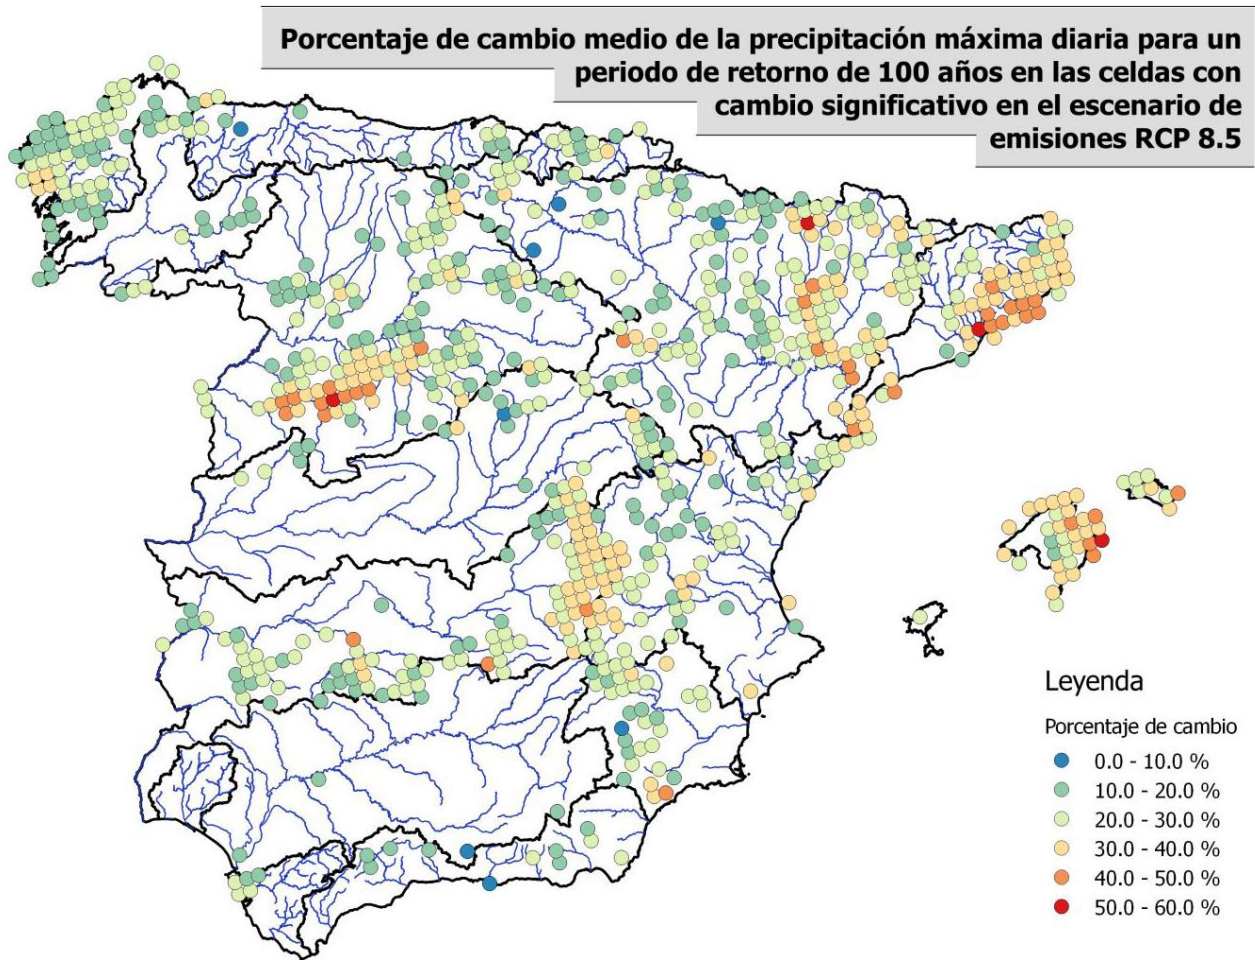 Porcentaje de cambio medio de la precipitación máxima diaria para un
periodo de retorno de 100 años en las celdas con
cambio significativo en el escenario de
emisiones RCP 8.5
Leyenda
Porcentaje de cambio
0.0 - 10.0 %
10.0 - 20.0 %
20.0 - 30.0 %
30.0 - 40.0 %
40.0 - 50.0 %
50.0 - 60.0 %